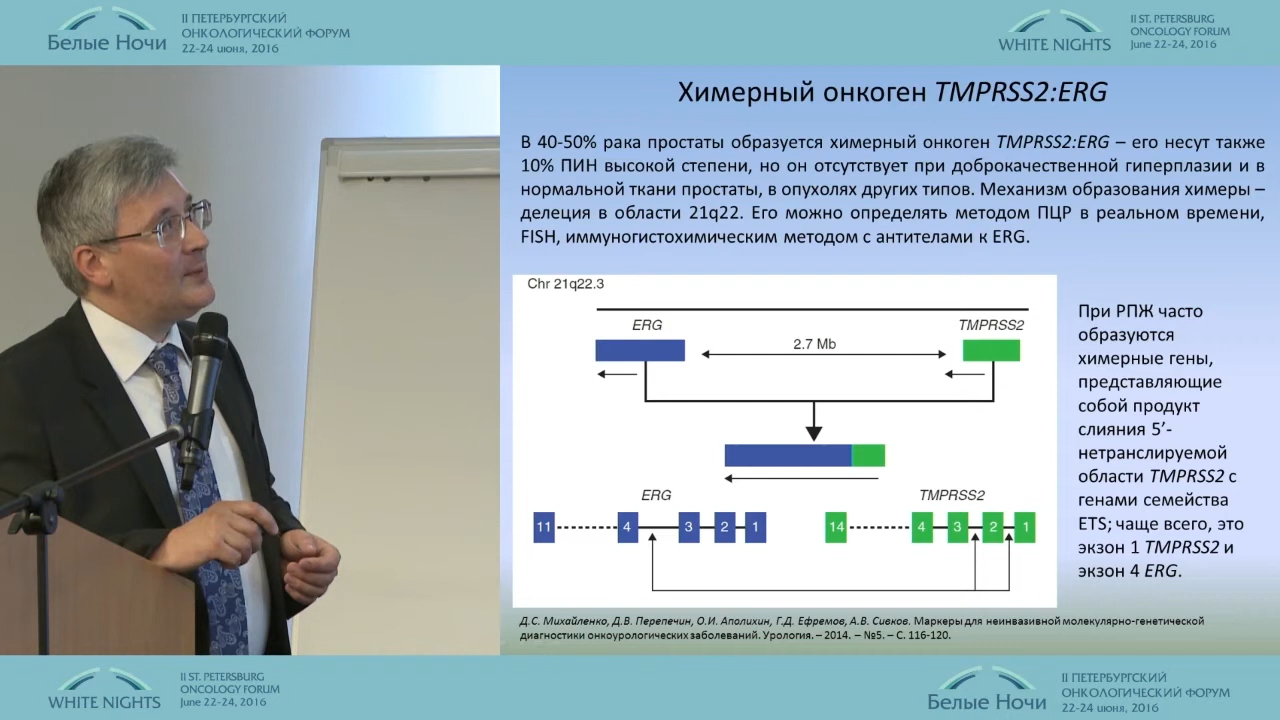 Белые Ночи
II ПЕТЕРБУРГСКИЙ
ОНКОЛОГИЧЕСКИЙ ФОРУМ
22-24 июня, 2016
WHITE NIGHTS
II ST. PETERSBURG
ONCOLOGY FORUM
June 22-24, 2016
Химерный онкоген TMPRSS2:ERG
В 40-50% рака простаты образуется химерный онкоген TMPRSS2:ERG – его несут также
10% ПИН высокой степени, но он отсутствует при доброкачественной гиперплазии и в
нормальной ткани простаты, в опухолях других типов. Механизм образования химеры –
делеция в области 21q22. Его можно определять методом ПЦР в реальном времени,
FISH, иммуногистохимическим методом с антителами к ERG.
Chr 21q22.3
ERG
TMPRSS2
2.7 Mb
ERG
TMPRSS2
11 4 3 2 1
14 4 3 2 1
При РПЖ часто
образуются
химерные гены,
представляющие
собой продукт
слияния 5’-
нетранслируемой
области TMPRSS2 с
генами семейства
ETS; чаще всего, это
экзон 1 TMPRSS2 и
экзон 4 ERG.
Д.С. Михайленко, Д.В. Перепечин, О.И. Аполихин, Г.Д. Ефремов, А.В. Сивков. Маркеры для неинвазивной молекулярно-генетической
диагностики онкоурологических заболеваний. Урология. – 2014. – №5. – С. 116-120.
WHITE NIGHTS
II ST. PETERSBURG
ONCOLOGY FORUM
June 22-24, 2016
Белые Ночи
II ПЕТЕРБУРГСКИЙ
ОНКОЛОГИЧЕСКИЙ ФОРУМ
22-24 июня, 2016